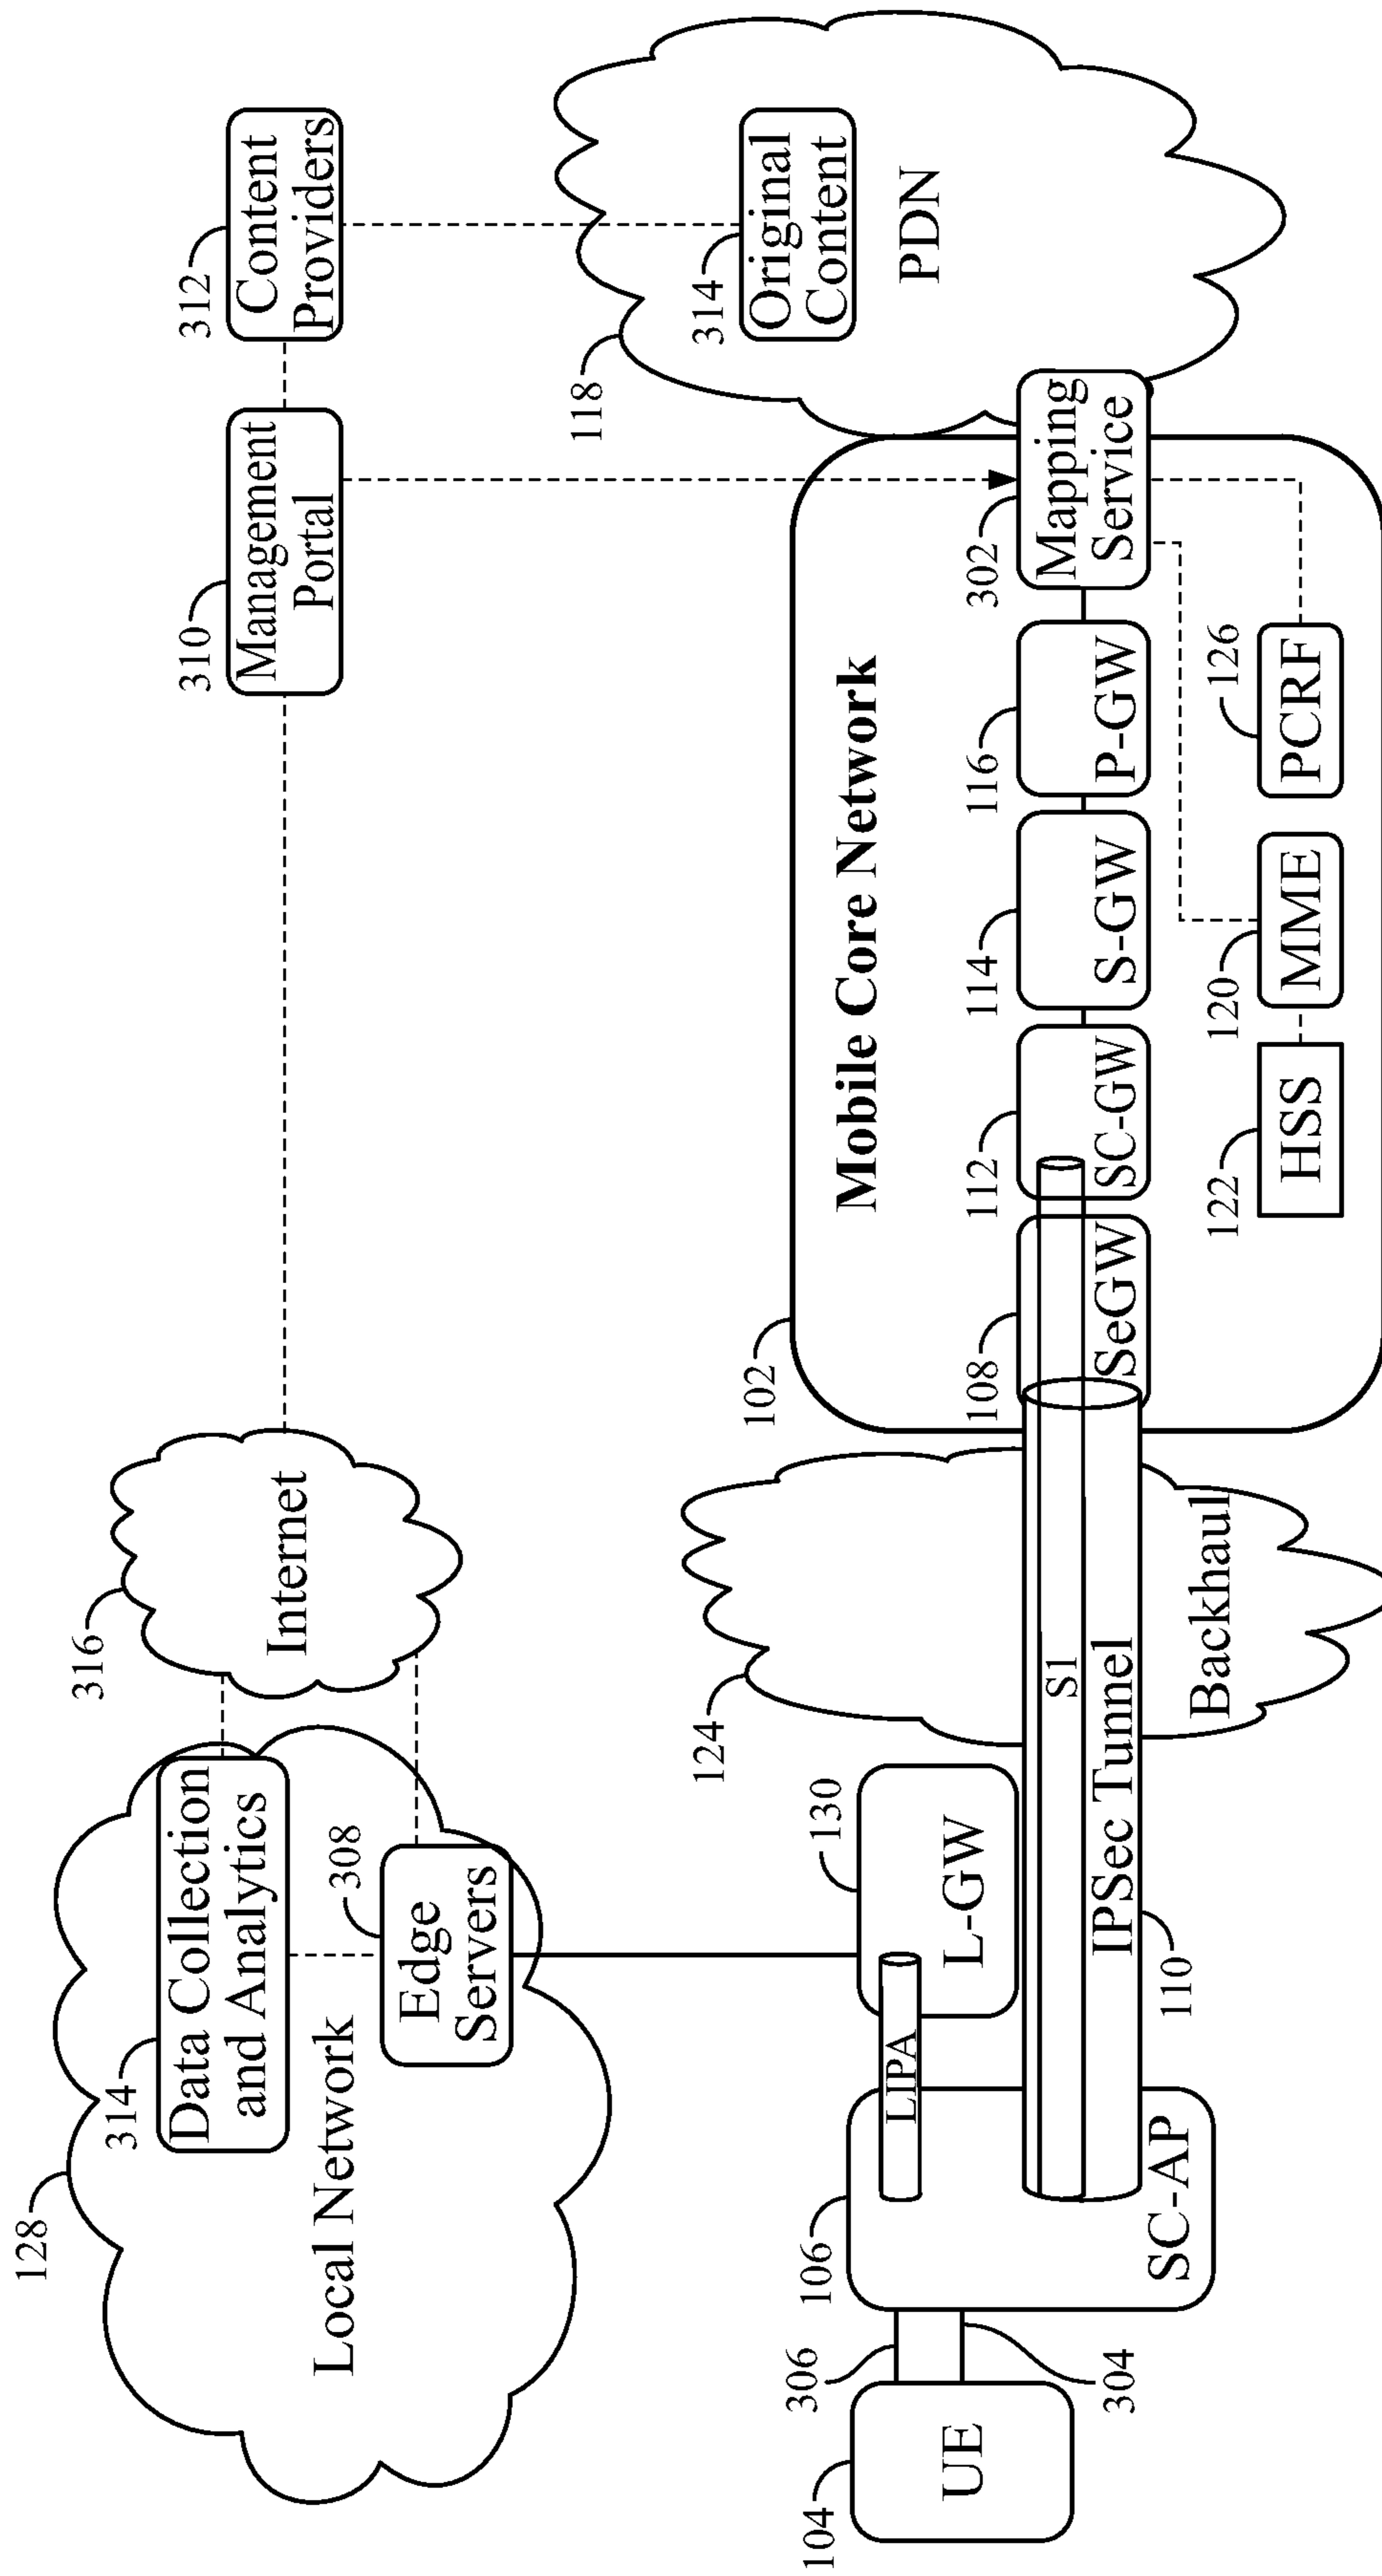 128
314
Data Collection
and Analytics
Local Network
308
Edge
Servers
316
Internet
310
Management
Portal
312
Content
Providers
118
314
Original
Content
PDN
104
UE
306
304
106
SC-AP
LIPA
130
L-GW
S1
IPSec Tunnel
110
124
Backhaul
102
Mobile Core Network
108
SeGW
112
SC-GW
114
S-GW
116
P-GW
302
Mapping
Service
122
HSS
120
MME
126
PCRF